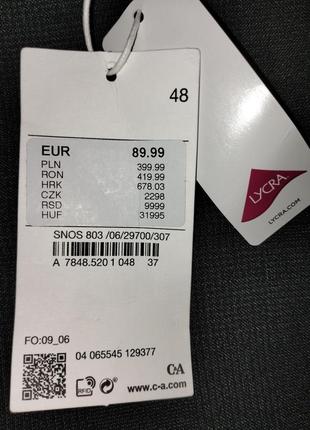 48
EUR 89.99
PLN 399.99
RON 419.99
HRK 678.03
CZK 2298
RSD 9999
HUF 31995
SNOS 803 /06/29700/307
A 7848.520 1 048 37
FO:09_06
04 065545 129377
RFID
C&A
www.c-a.com
LYCRA
LYCRA.COM